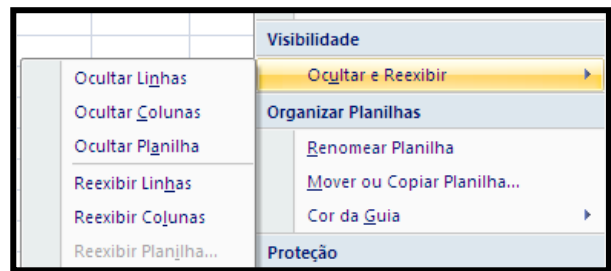 Visibilidade
Ocultar e Reexibir
Ocultar Linhas
Ocultar Colunas
Ocultar Planilha
Reexibir Linhas
Reexibir Colunas
Reexibir Planilha...
Organizar Planilhas
Renomear Planilha
Mover ou Copiar Planilha...
Cor da Guia
Proteção